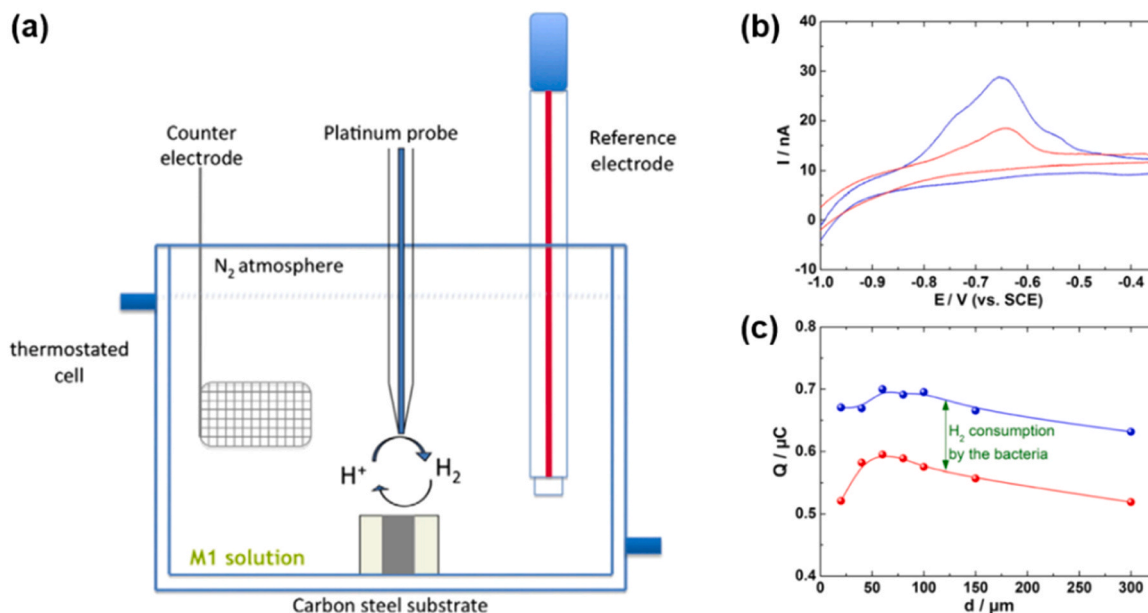 (a)
Counter
electrode
Platinum probe
Reference
electrode
N2 atmosphere
thermostated
cell
H+
H2
M1 solution
Carbon steel substrate
(b)
40
30
20
10
0
-10
I / nA
-1.0 -0.9 -0.8 -0.7 -0.6 -0.5 -0.4
E / V (vs. SCE)
(c)
0.8
0.7
0.6
0.5
0.4
Q / µC
H2 consumption
by the bacteria
0 50 100 150 200 250 300
d / µm